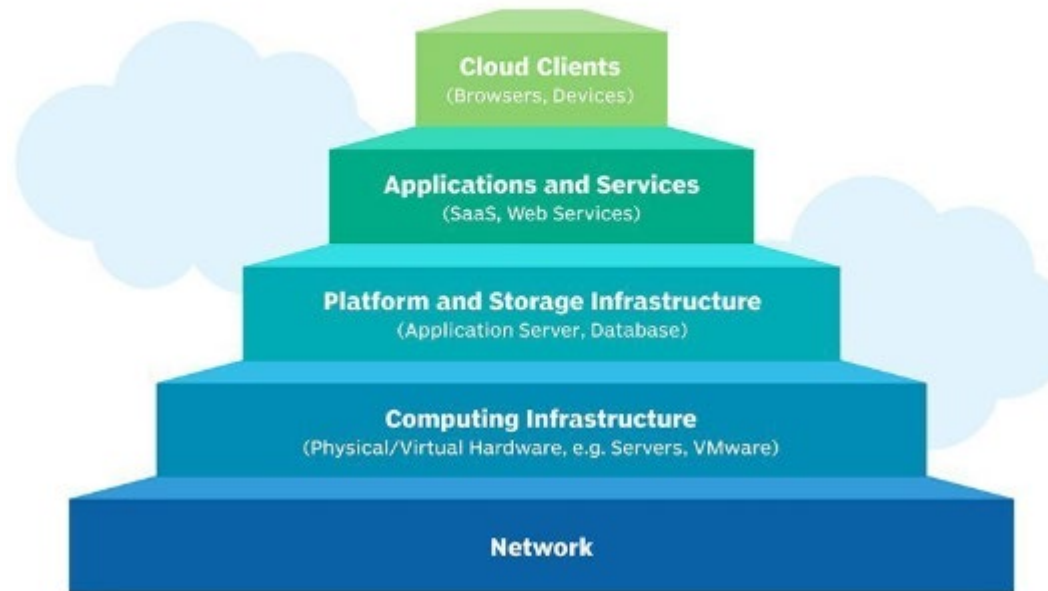 Cloud Clients
(Browsers, Devices)
Applications and Services
(SaaS, Web Services)
Platform and Storage Infrastructure
(Application Server, Database)
Computing Infrastructure
(Physical/Virtual Hardware, e.g. Servers, VMware)
Network